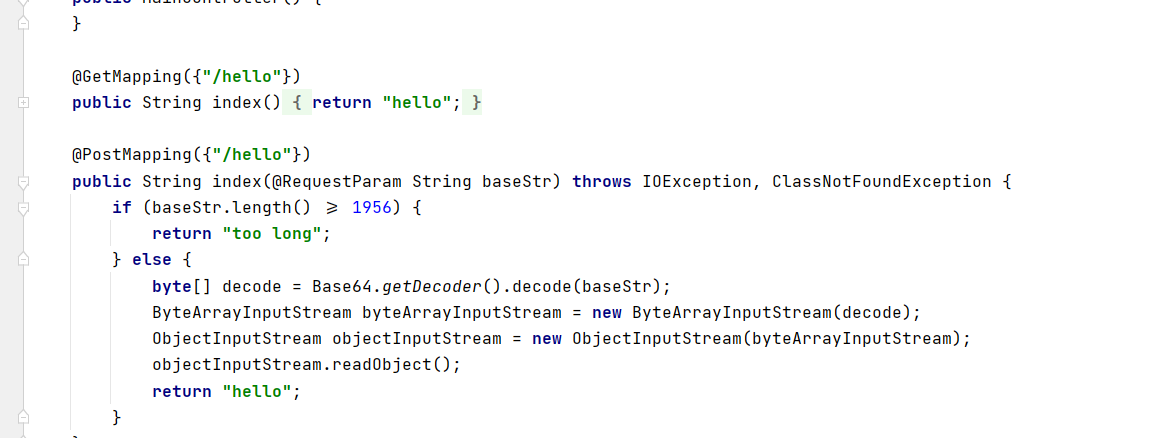 public MainController() {
}
@GetMapping({"/hello"})
public String index() { return "hello"; }
@PostMapping({"/hello"})
public String index(@RequestParam String baseStr) throws IOException, ClassNotFoundException {
if (baseStr.length() ≥ 1956) {
return "too long";
} else {
byte[] decode = Base64.getDecoder().decode(baseStr);
ByteArrayInputStream byteArrayInputStream = new ByteArrayInputStream(decode);
ObjectInputStream objectInputStream = new ObjectInputStream(byteArrayInputStream);
objectInputStream.readObject();
return "hello";
}